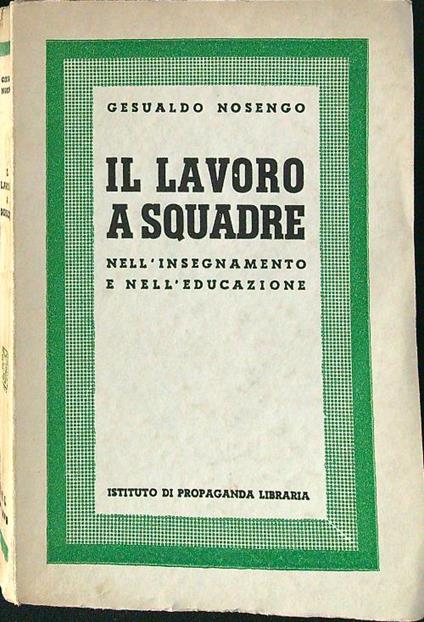 GESUALDO NOSENGO
IL LAVORO
A SQUADRE
NELL'INSEGNAMENTO
E NELL'EDUCAZIONE
ISTITUTO DI PROPAGANDA LIBRARIA